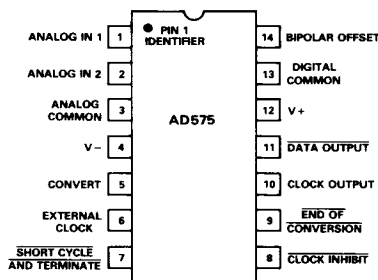 ANALOG IN 1 1
ANALOG IN 2 2
ANALOG
COMMON 3
V− 4
CONVERT 5
EXTERNAL
CLOCK 6
SHORT CYCLE
AND TERMINATE 7
PIN 1
IDENTIFIER
AD575
14 BIPOLAR OFFSET
13 DIGITAL
COMMON
12 V+
11 DATA OUTPUT
10 CLOCK OUTPUT
9 END OF
CONVERSION
8 CLOCK INHIBIT